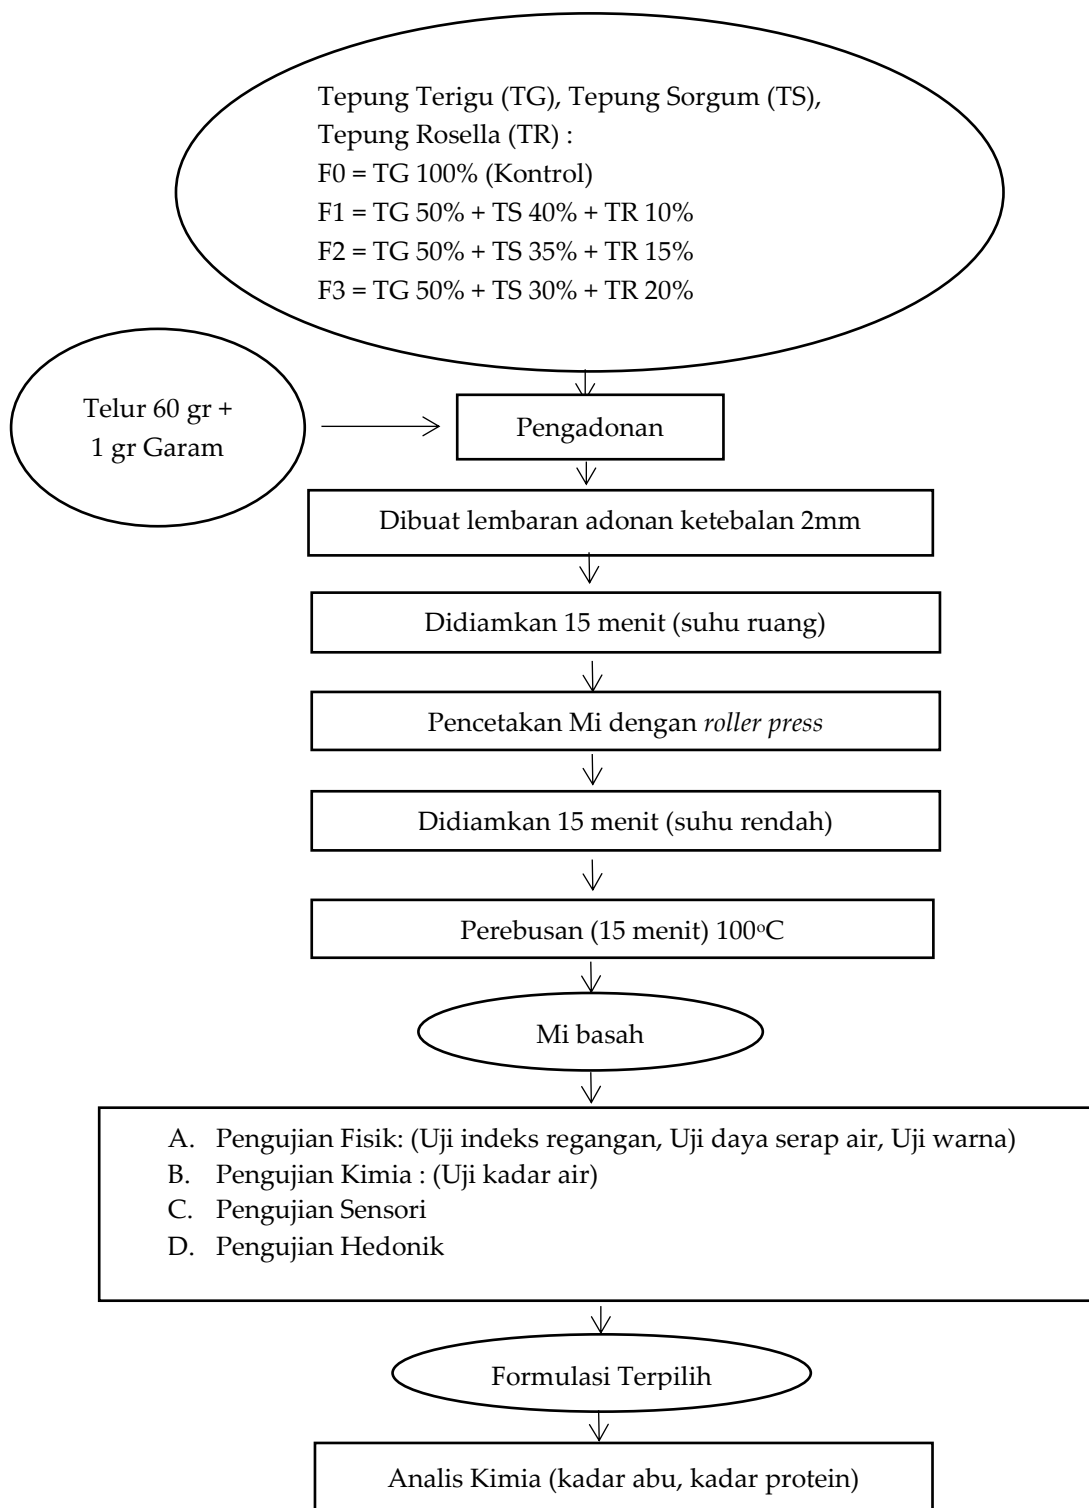 Tepung Terigu (TG), Tepung Sorgum (TS),
Tepung Rosella (TR) :
F0 = TG 100% (Kontrol)
F1 = TG 50% + TS 40% + TR 10%
F2 = TG 50% + TS 35% + TR 15%
F3 = TG 50% + TS 30% + TR 20%
Telur 60 gr +
1 gr Garam
Pengadonan
Dibuat lembaran adonan ketebalan 2mm
Didiamkan 15 menit (suhu ruang)
Pencetakan Mi dengan roller press
Didiamkan 15 menit (suhu rendah)
Perebusan (15 menit) 100°C
Mi basah
A. Pengujian Fisik: (Uji indeks regangan, Uji daya serap air, Uji warna)
B. Pengujian Kimia : (Uji kadar air)
C. Pengujian Sensori
D. Pengujian Hedonik
Formulasi Terpilih
Analis Kimia (kadar abu, kadar protein)